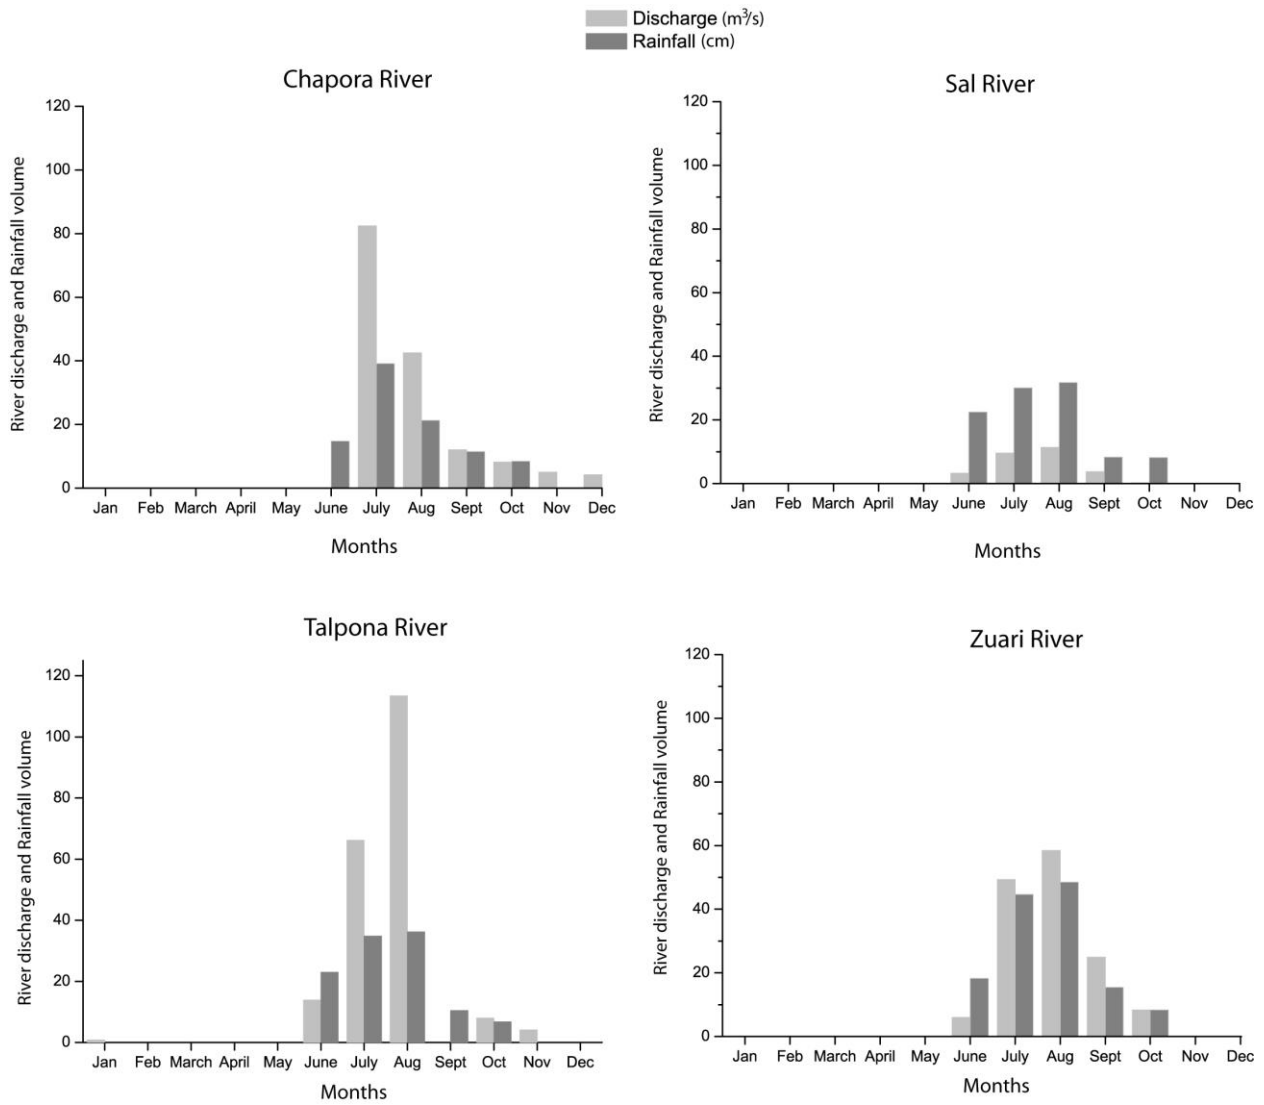 Discharge (m³/s)
Rainfall (cm)
Chapora River
120
100
80
60
40
20
0
River discharge and Rainfall volume
Jan Feb March April May June July Aug Sept Oct Nov Dec
Months
Sal River
120
100
80
60
40
20
0
River discharge and Rainfall volume
Jan Feb March April May June July Aug Sept Oct Nov Dec
Months
Talpona River
120
100
80
60
40
20
0
River discharge and Rainfall volume
Jan Feb March April May June July Aug Sept Oct Nov Dec
Months
Zuari River
120
100
80
60
40
20
0
River discharge and Rainfall volume
Jan Feb March April May June July Aug Sept Oct Nov Dec
Months